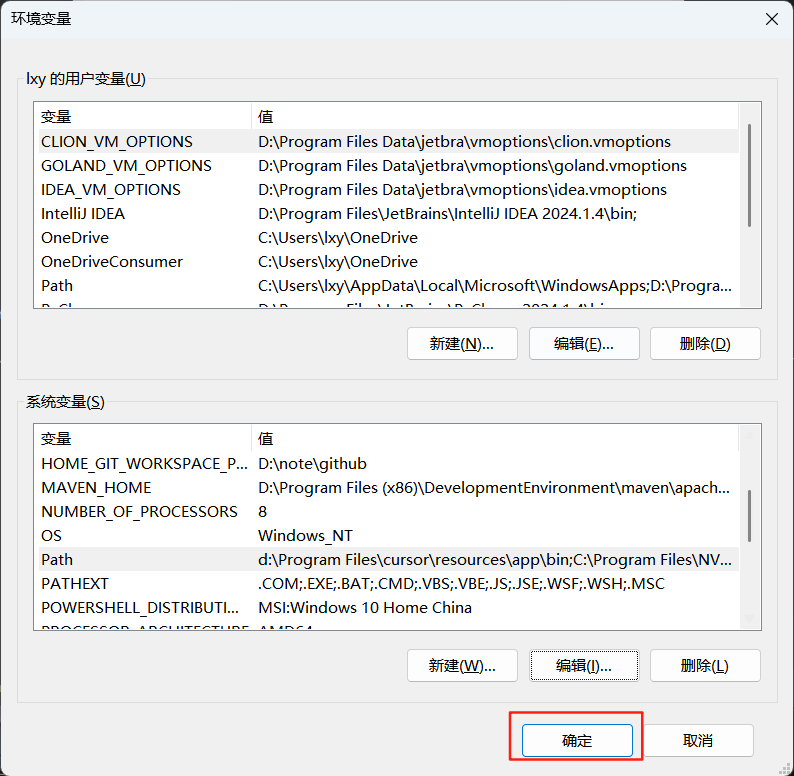 环境变量
lxy 的用户变量(U)
变量 值
CLION_VM_OPTIONS D:\Program Files Data\jetbra\vmoptions\clion.vmoptions
GOLAND_VM_OPTIONS D:\Program Files Data\jetbra\vmoptions\goland.vmoptions
IDEA_VM_OPTIONS D:\Program Files Data\jetbra\vmoptions\idea.vmoptions
IntelliJ IDEA D:\Program Files\JetBrains\IntelliJ IDEA 2024.1.4\bin;
OneDrive C:\Users\lxy\OneDrive
OneDriveConsumer C:\Users\lxy\OneDrive
Path C:\Users\lxy\AppData\Local\Microsoft\WindowsApps;D:\Progra...
新建(N)... 编辑(E)... 删除(D)
系统变量(S)
变量 值
HOME_GIT_WORKSPACE_P... D:\note\github
MAVEN_HOME D:\Program Files (x86)\DevelopmentEnvironment\maven\apach...
NUMBER_OF_PROCESSORS 8
OS Windows_NT
Path d:\Program Files\cursor\resources\app\bin;C:\Program Files\NV...
PATHEXT .COM;.EXE;.BAT;.CMD;.VBS;.VBE;.JS;.JSE;.WSF;.WSH;.MSC
POWERSHELL_DISTRIBUTI... MSI:Windows 10 Home China
PROCESSOR_ARCHITECTURE AMD64
新建(W)... 编辑(I)... 删除(L)
确定 取消